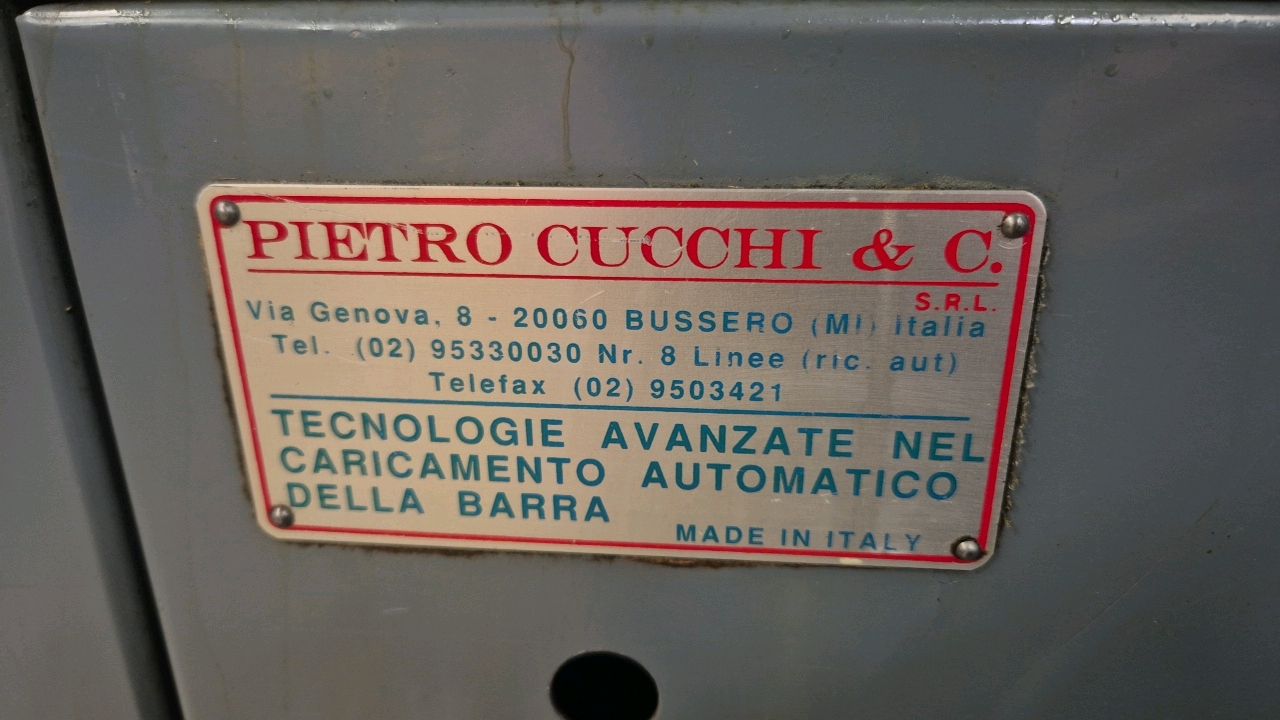 PIETRO CUCCHI & C.
S.R.L.
Via Genova, 8 - 20060 BUSSERO (MI) italia
Tel. (02) 95330030 Nr. 8 Linee (ric. aut)
Telefax (02) 9503421
TECNOLOGIE AVANZATE NEL
CARICAMENTO AUTOMATICO
DELLA BARRA
MADE IN ITALY